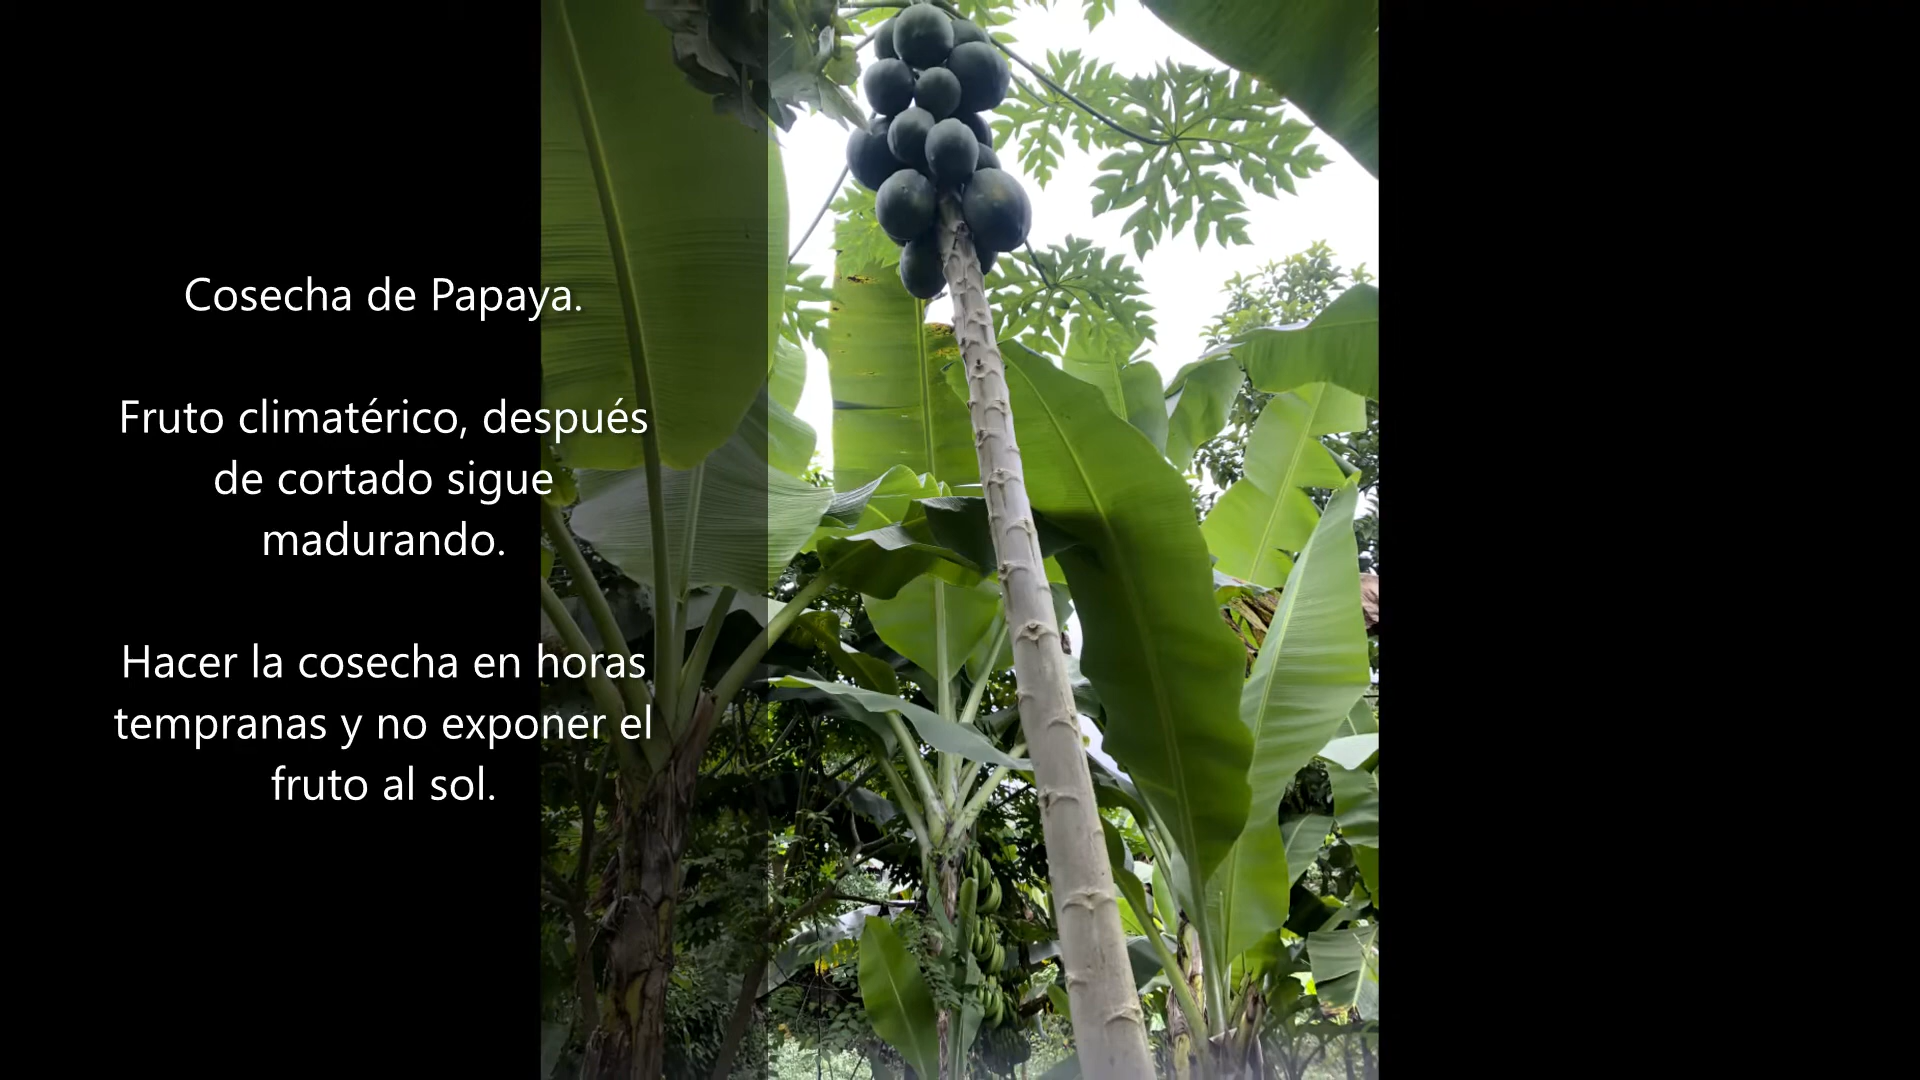 Cosecha de Papaya.
Fruto climatérico, después
de cortado sigue
madurando.
Hacer la cosecha en horas
tempranas y no exponer el
fruto al sol.